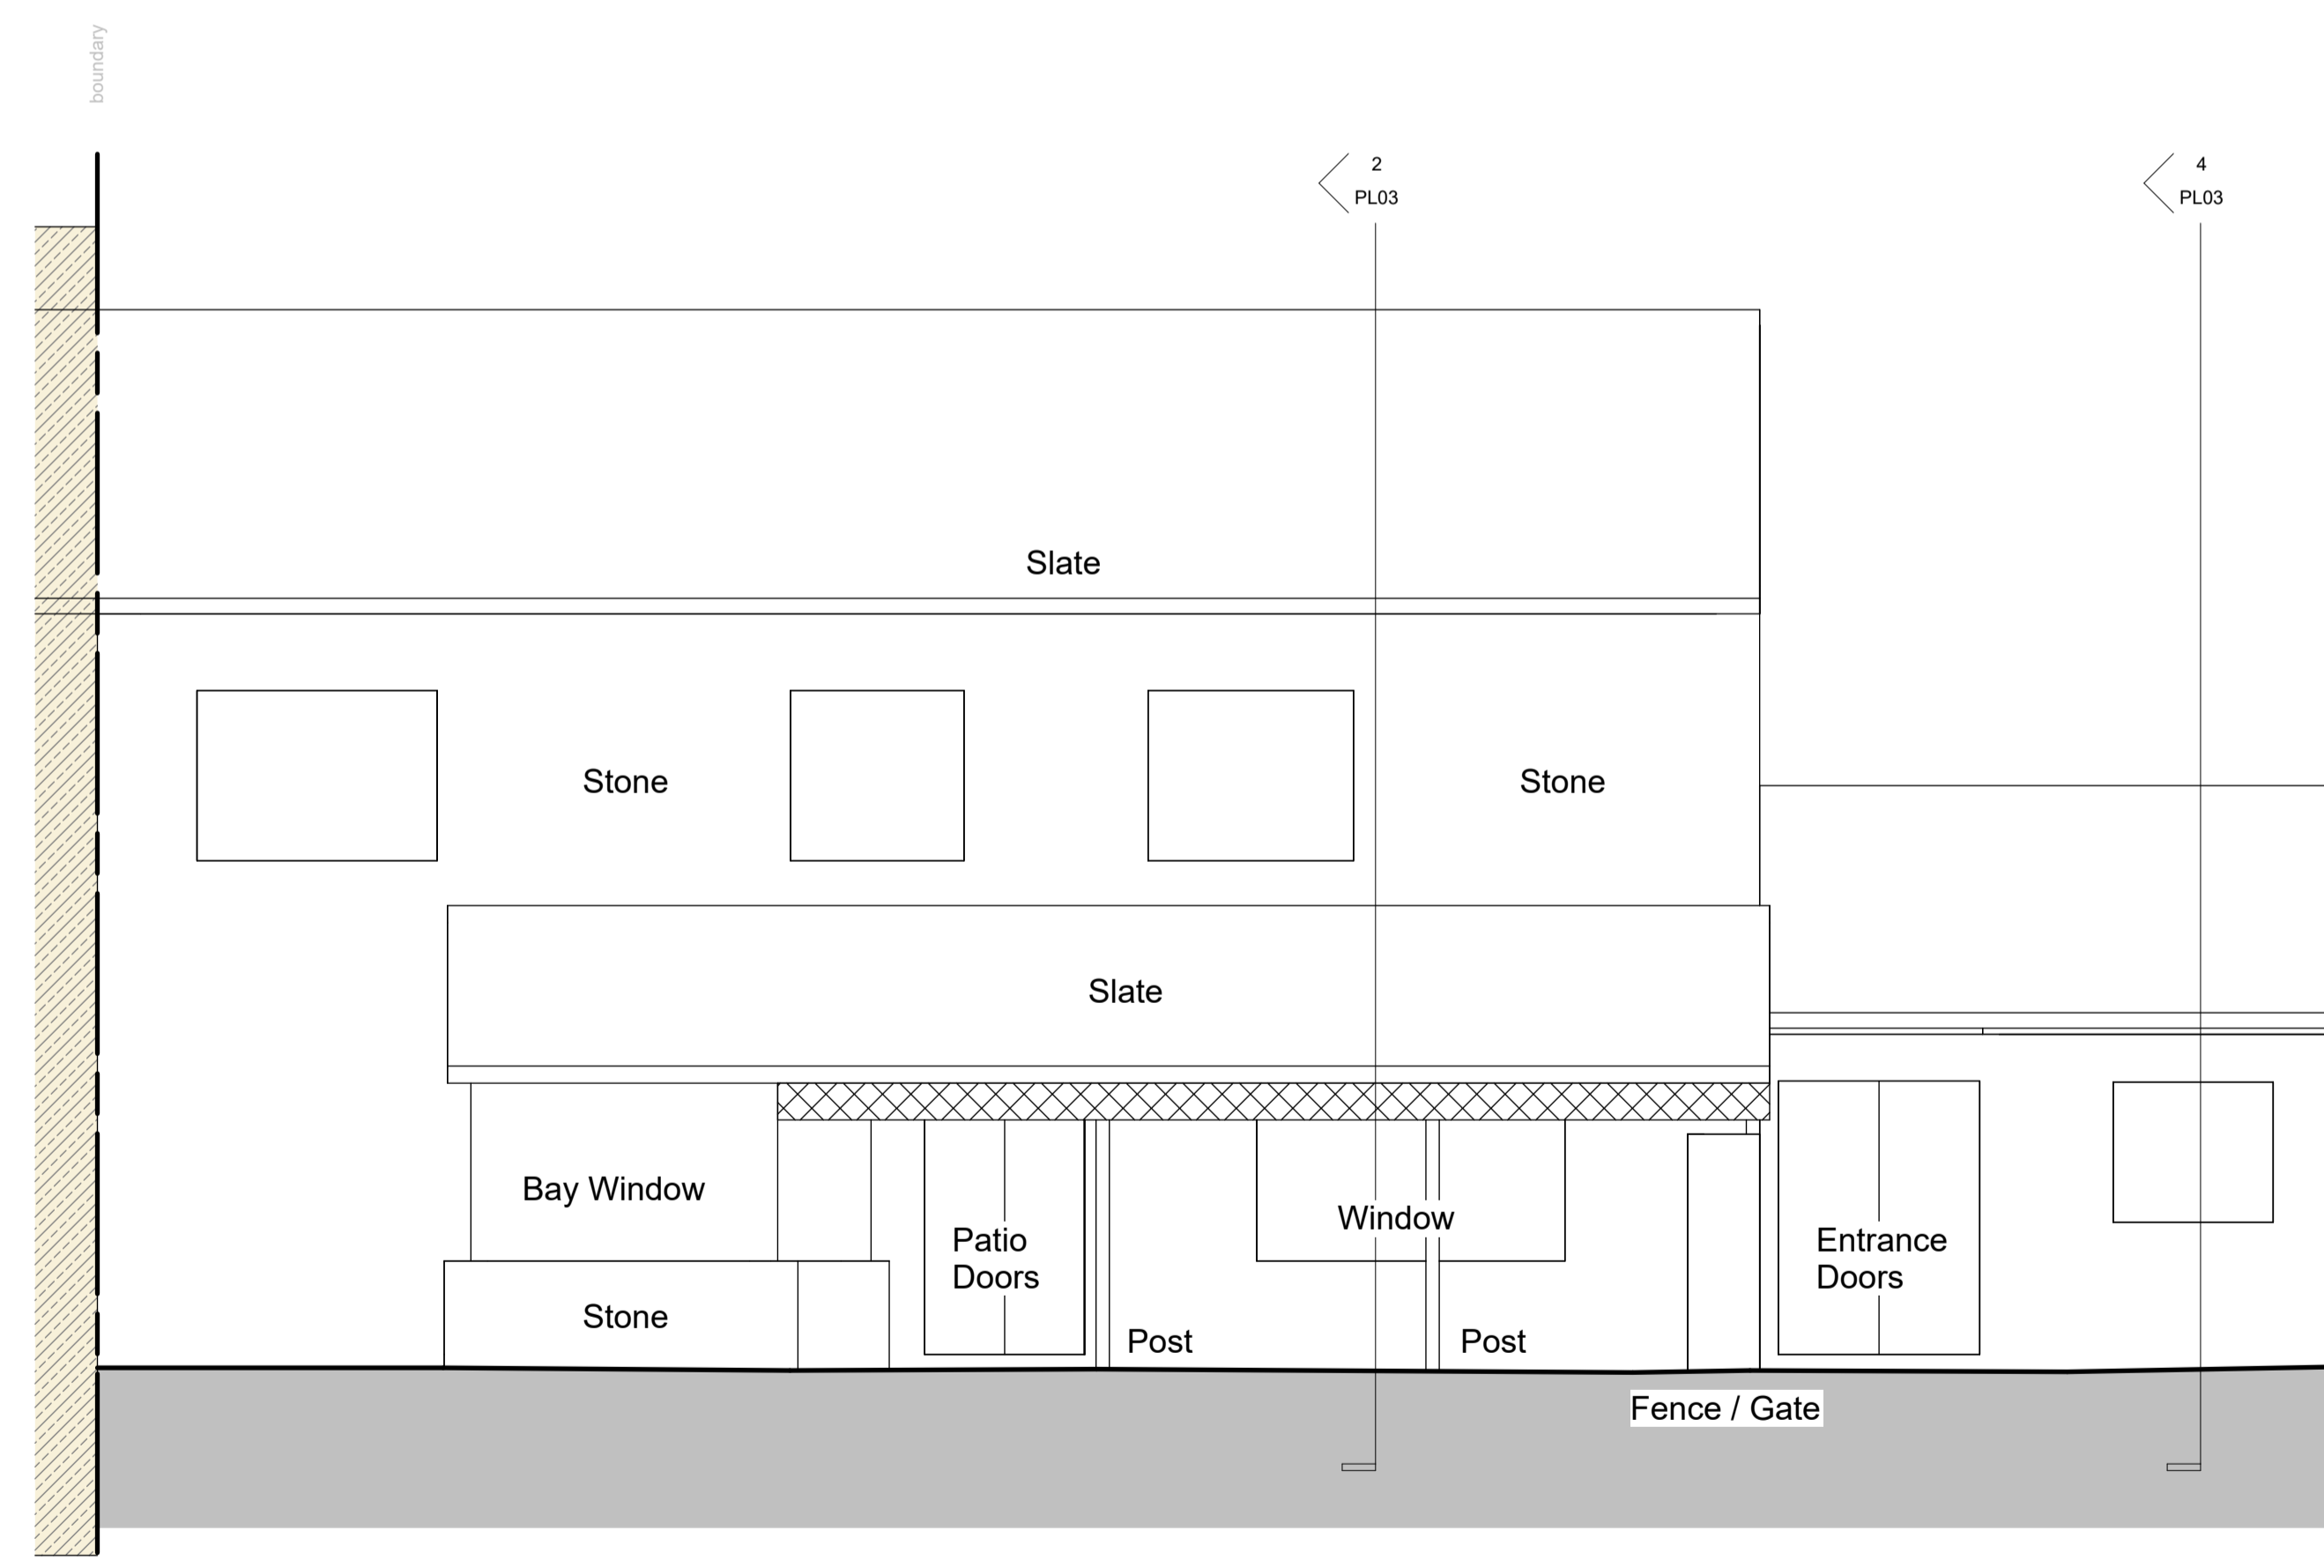 boundary
2
PL03
4
PL03
Slate
Stone
Stone
Slate
Bay Window
Window
Patio
Doors
Entrance
Doors
Stone
Post
Post
Fence / Gate